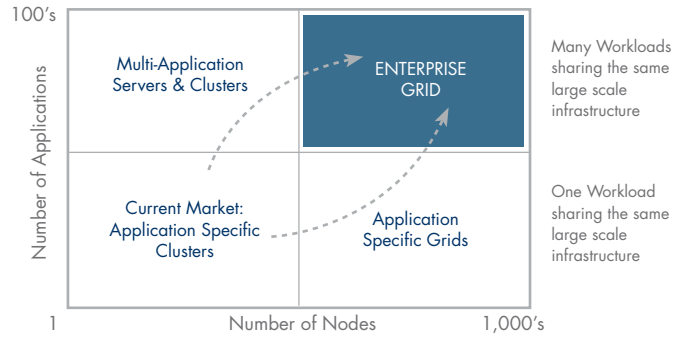 100's
Number of Applications
Multi-Application
Servers & Clusters
ENTERPRISE
GRID
Many Workloads
sharing the same
large scale
infrastructure
Current Market:
Application Specific
Clusters
Application
Specific Grids
One Workload
sharing the same
large scale
infrastructure
1
Number of Nodes
1,000's